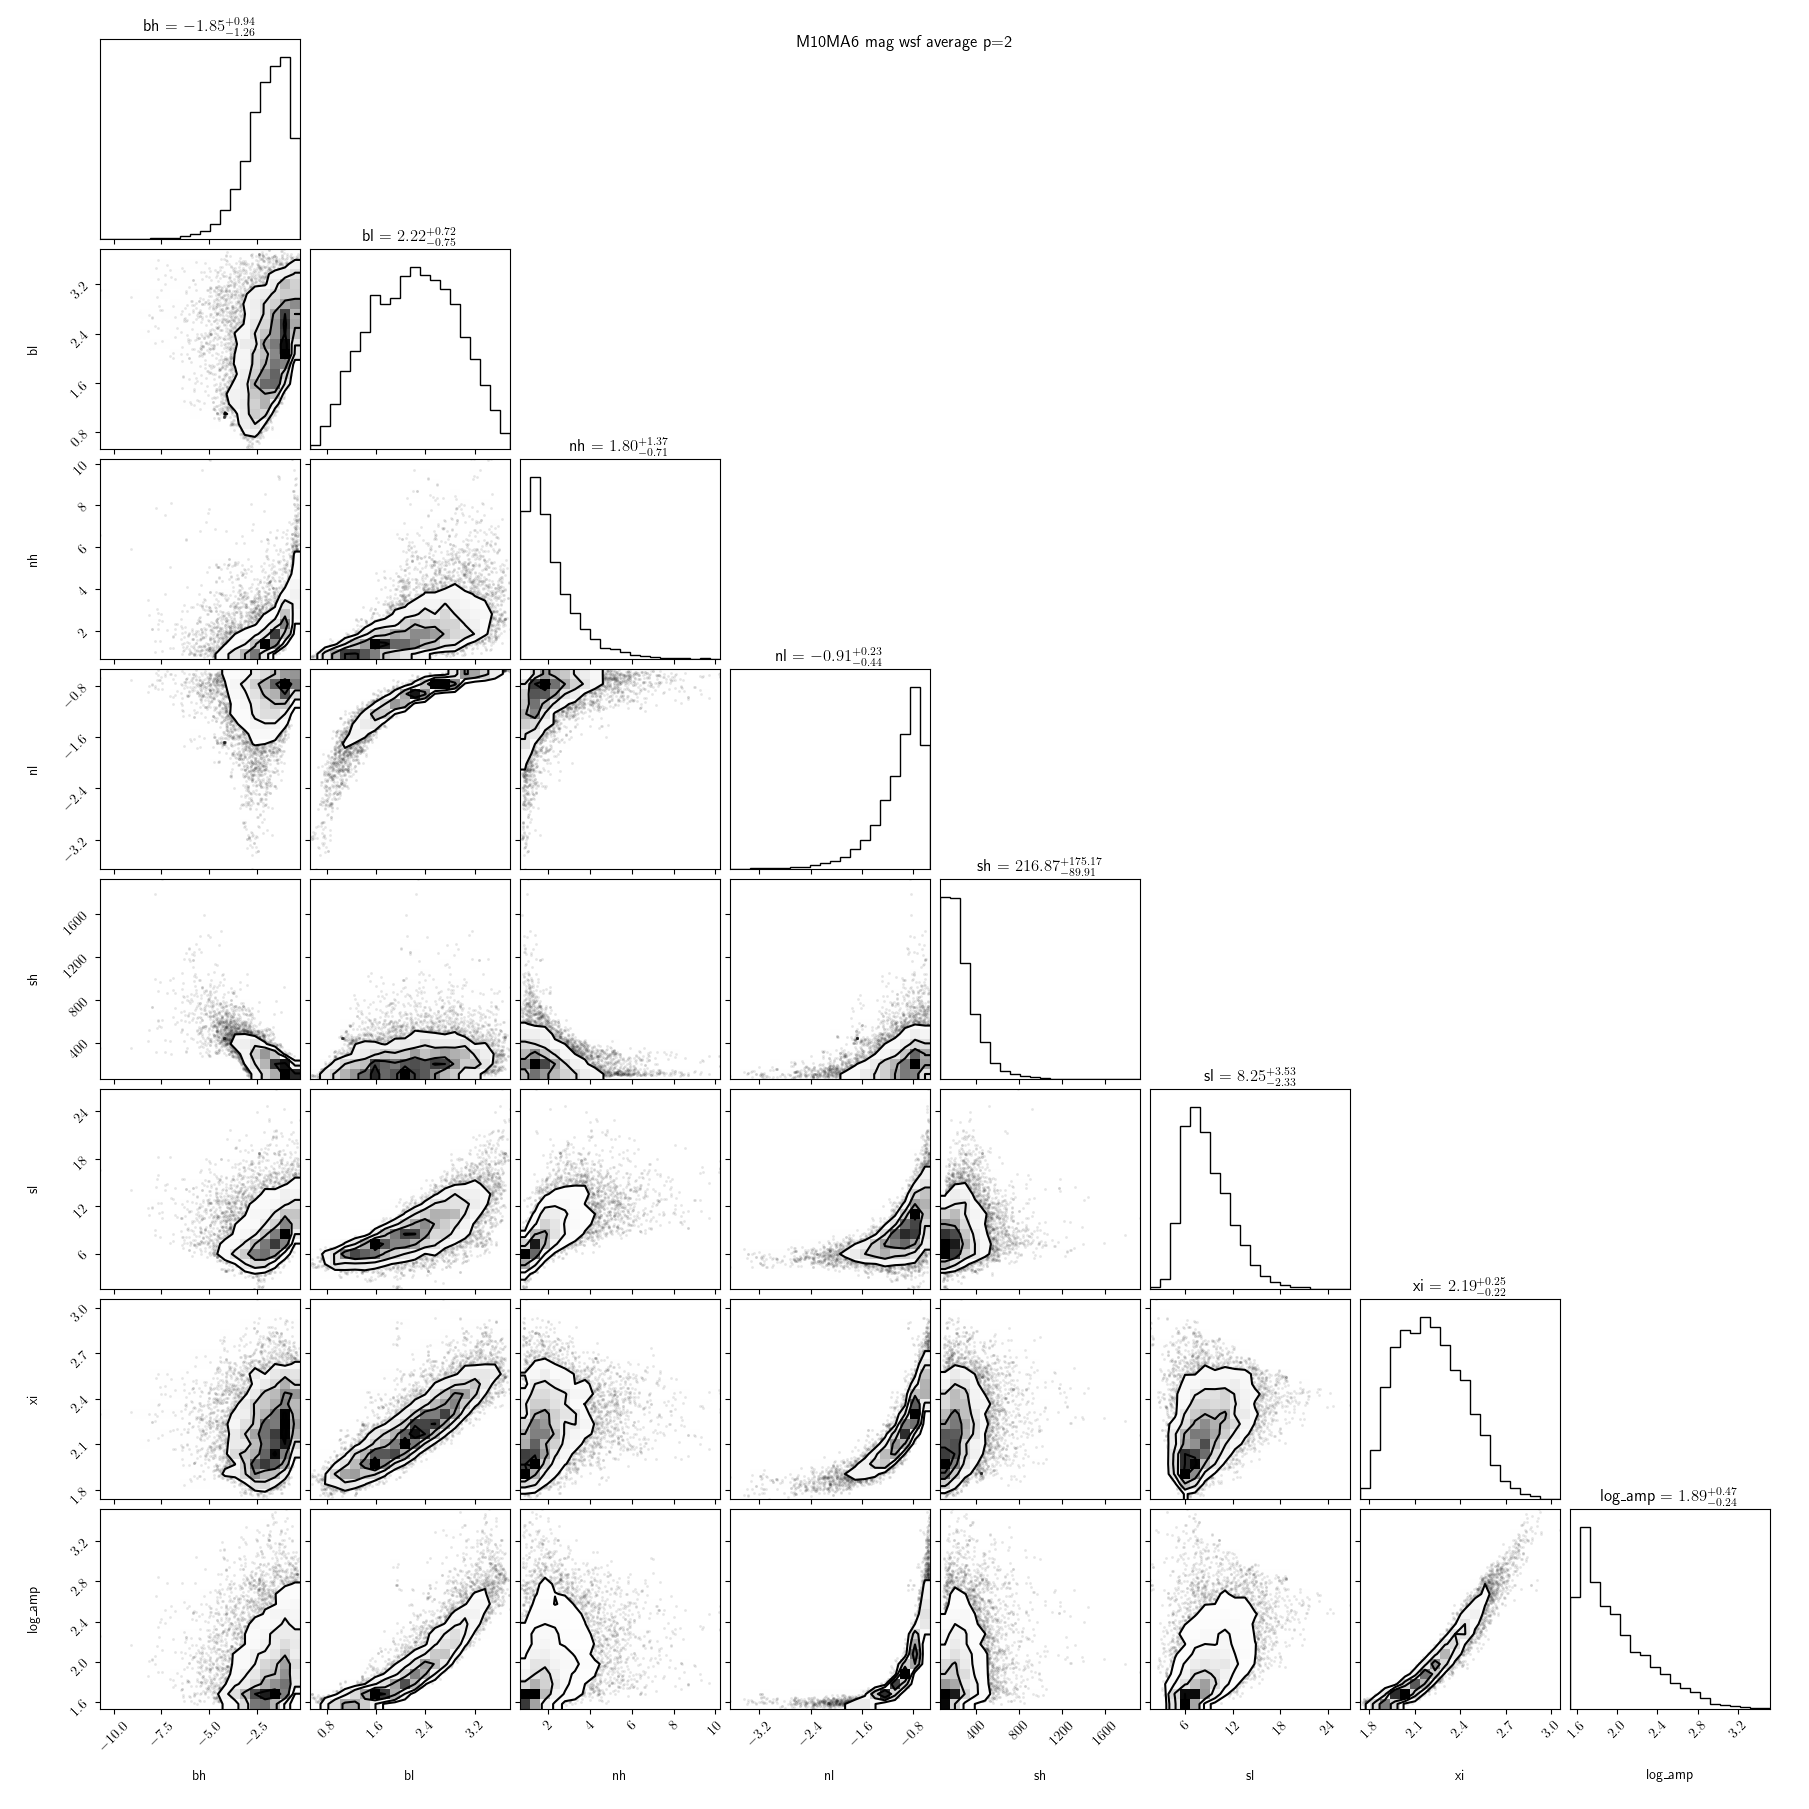 M10MA6 mag wsf average p=2
bh = −1.85 +0.94 −1.26
bl = 2.22 +0.72 −0.75
bl
3.2
2.4
1.6
0.8
nh = 1.80 +1.37 −0.71
nh
10
8
6
4
2
nl = −0.91 +0.23 −0.44
nl
−0.8
−1.6
−2.4
−3.2
sh = 216.87 +175.17 −89.91
sh
1600
1200
800
400
sl = 8.25 +3.53 −2.33
sl
24
18
12
6
xi = 2.19 +0.25 −0.22
xi
3.0
2.7
2.4
2.1
1.8
log_amp = 1.89 +0.47 −0.24
log_amp
3.2
2.8
2.4
2.0
1.6
−10.0 −7.5 −5.0 −2.5 0.8 1.6 2.4 3.2 2 4 6 8 10 −3.2 −2.4 −1.6 −0.8 400 800 1200 1600 6 12 18 24 1.8 2.1 2.4 2.7 3.0 1.6 2.0 2.4 2.8 3.2
bh bl nh nl sh sl xi log_amp